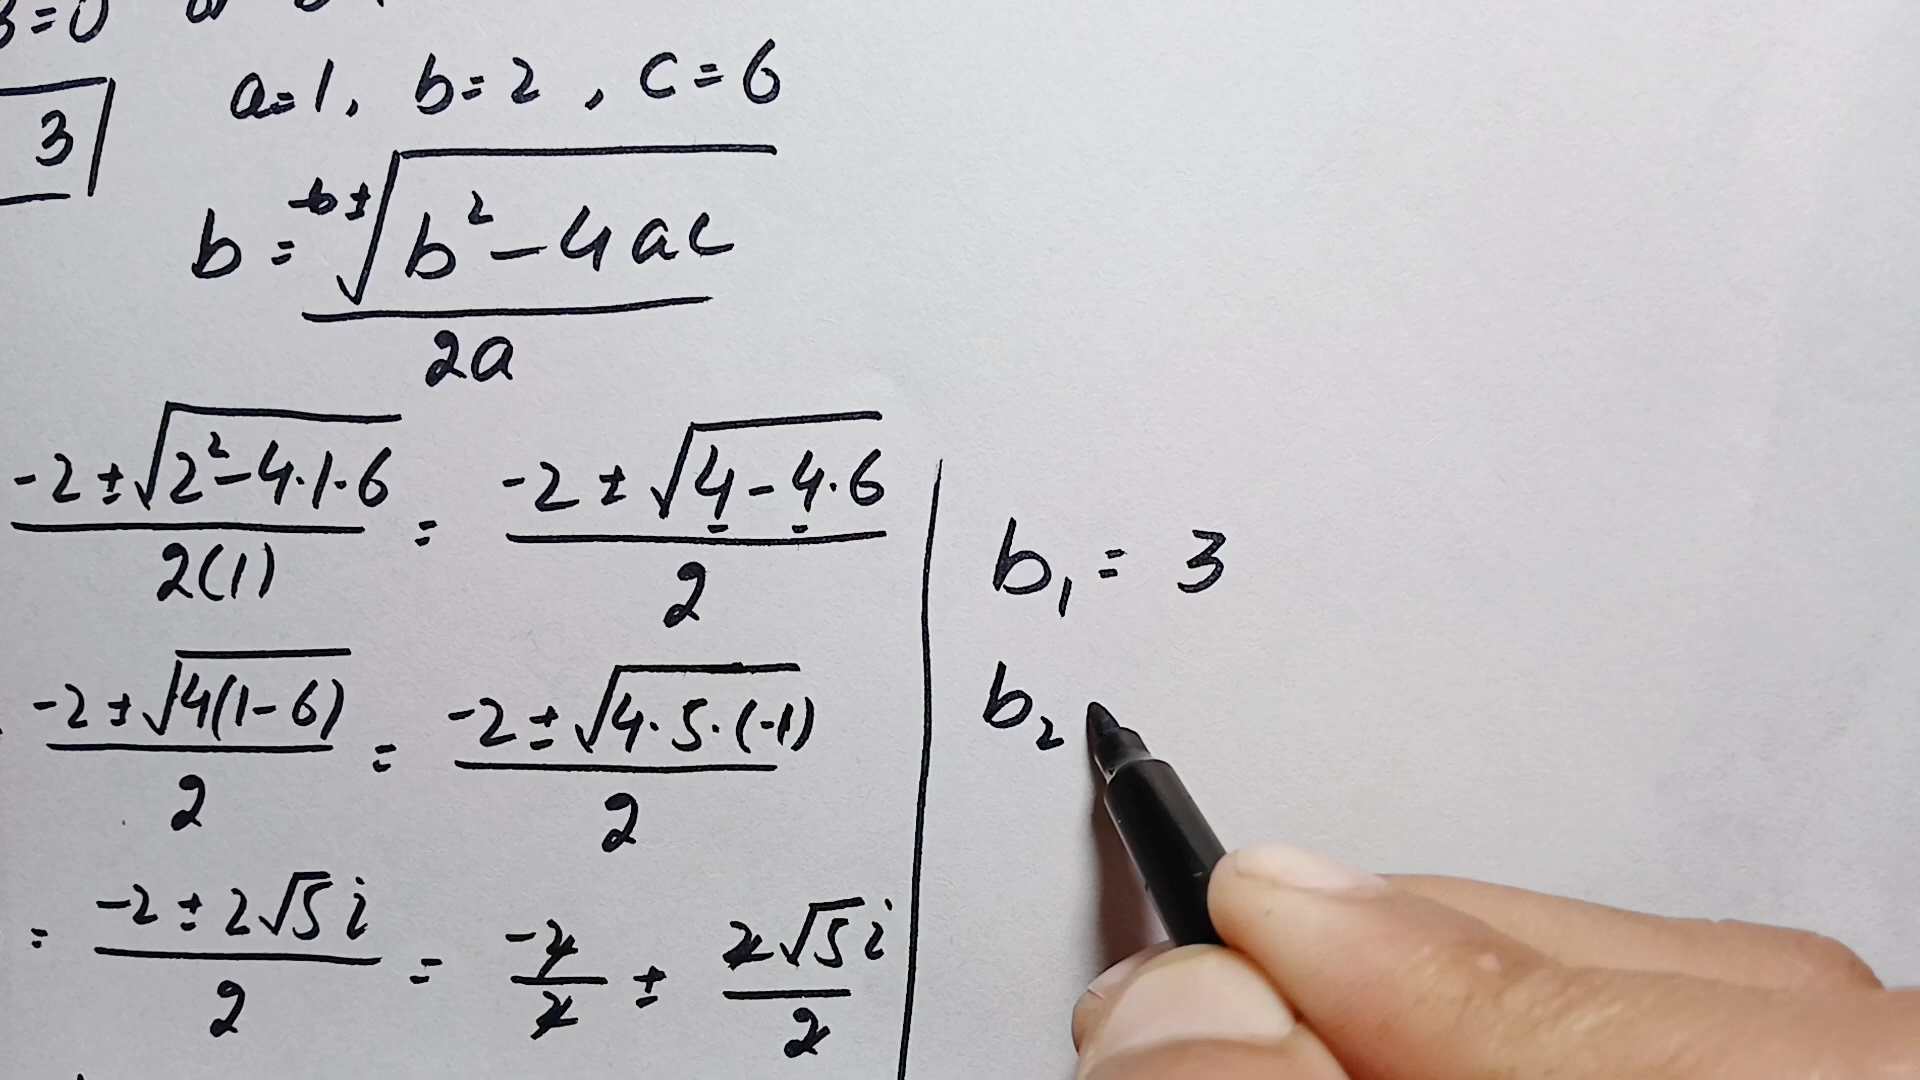 a=1, b=2, c=6
3
b = -b±√b²-4ac
2a
-2±√2²-4·1·6 = -2±√4-4·6
2(1) 2
-2±√4(1-6) = -2±√4·5·(-1)
2 2
= -2±2√5i = -2 ± 2√5i
2 2 2
b₁ = 3
b₂